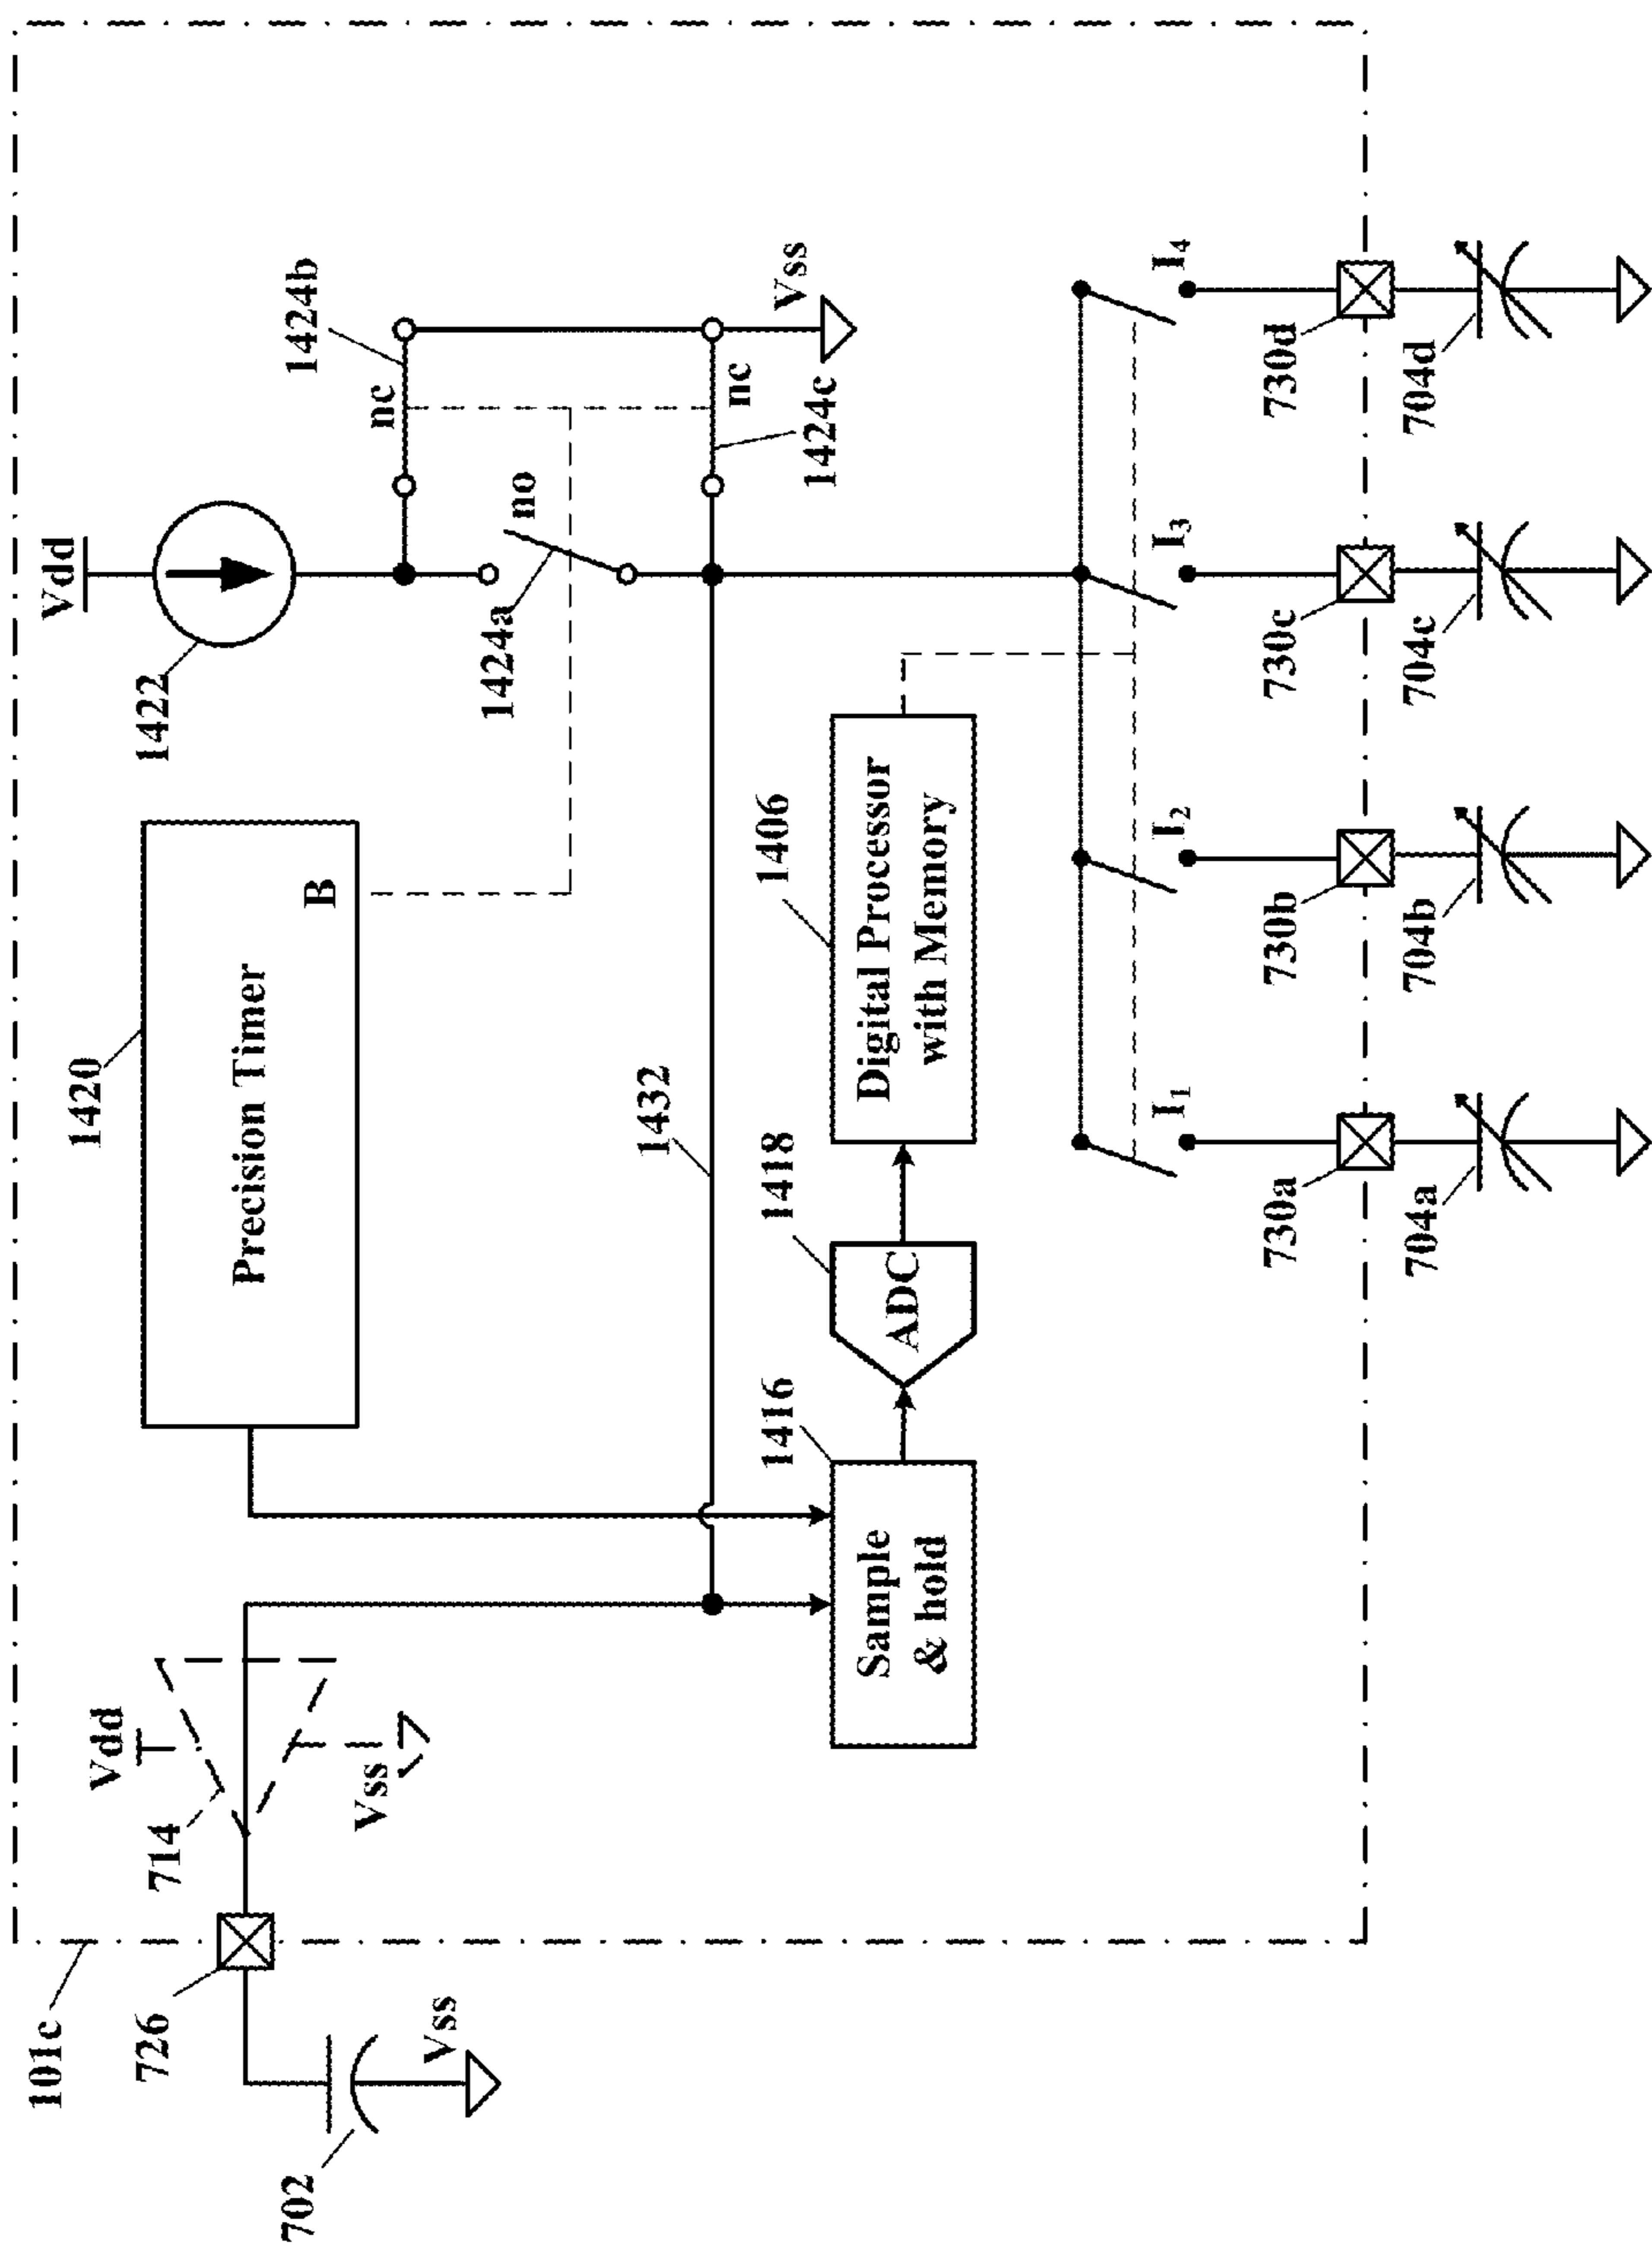 101c
726
702
Vss
714
Vdd
Vss
1420
Precision Timer
B
1422
Vdd
1424a
no
1424b
nc
nc
1424c
Vss
1432
1416
Sample
& hold
1418
ADC
1406
Digital Processor
with Memory
I₁
I₂
I₃
I₄
730a
730b
730c
730d
704a
704b
704c
704d